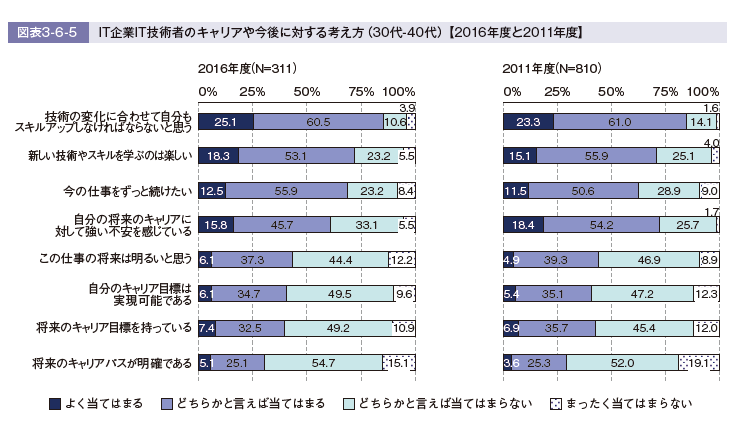 図表3-6-5 IT企業IT技術者のキャリアや今後に対する考え方（30代-40代）【2016年度と2011年度】
2016年度(N=311) 2011年度(N=810)
0% 25% 50% 75% 100% 0% 25% 50% 75% 100%
技術の変化に合わせて自分も
スキルアップしなければならないと思う
25.1 60.5 10.6 3.9 23.3 61.0 14.1 1.6
新しい技術やスキルを学ぶのは楽しい 18.3 53.1 23.2 5.5 15.1 55.9 25.1 4.0
今の仕事をずっと続けたい 12.5 55.9 23.2 8.4 11.5 50.6 28.9 9.0
自分の将来のキャリアに
対して強い不安を感じている
15.8 45.7 33.1 5.5 18.4 54.2 25.7 1.7
この仕事の将来は明るいと思う 6.1 37.3 44.4 12.2 4.9 39.3 46.9 8.9
自分のキャリア目標は
実現可能である
6.1 34.7 49.5 9.6 5.4 35.1 47.2 12.3
将来のキャリア目標を持っている 7.4 32.5 49.2 10.9 6.9 35.7 45.4 12.0
将来のキャリアパスが明確である 5.1 25.1 54.7 15.1 3.6 25.3 52.0 19.1
よく当てはまる どちらかと言えば当てはまる どちらかと言えば当てはまらない まったく当てはまらない